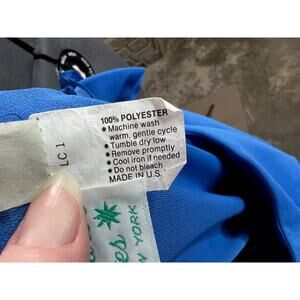 100% POLYESTER
• Machine wash
warm, gentle cycle
• Tumble dry low
• Remove promptly
• Cool iron if needed
• Do not bleach
MADE IN U.S.
LC 1
YORK